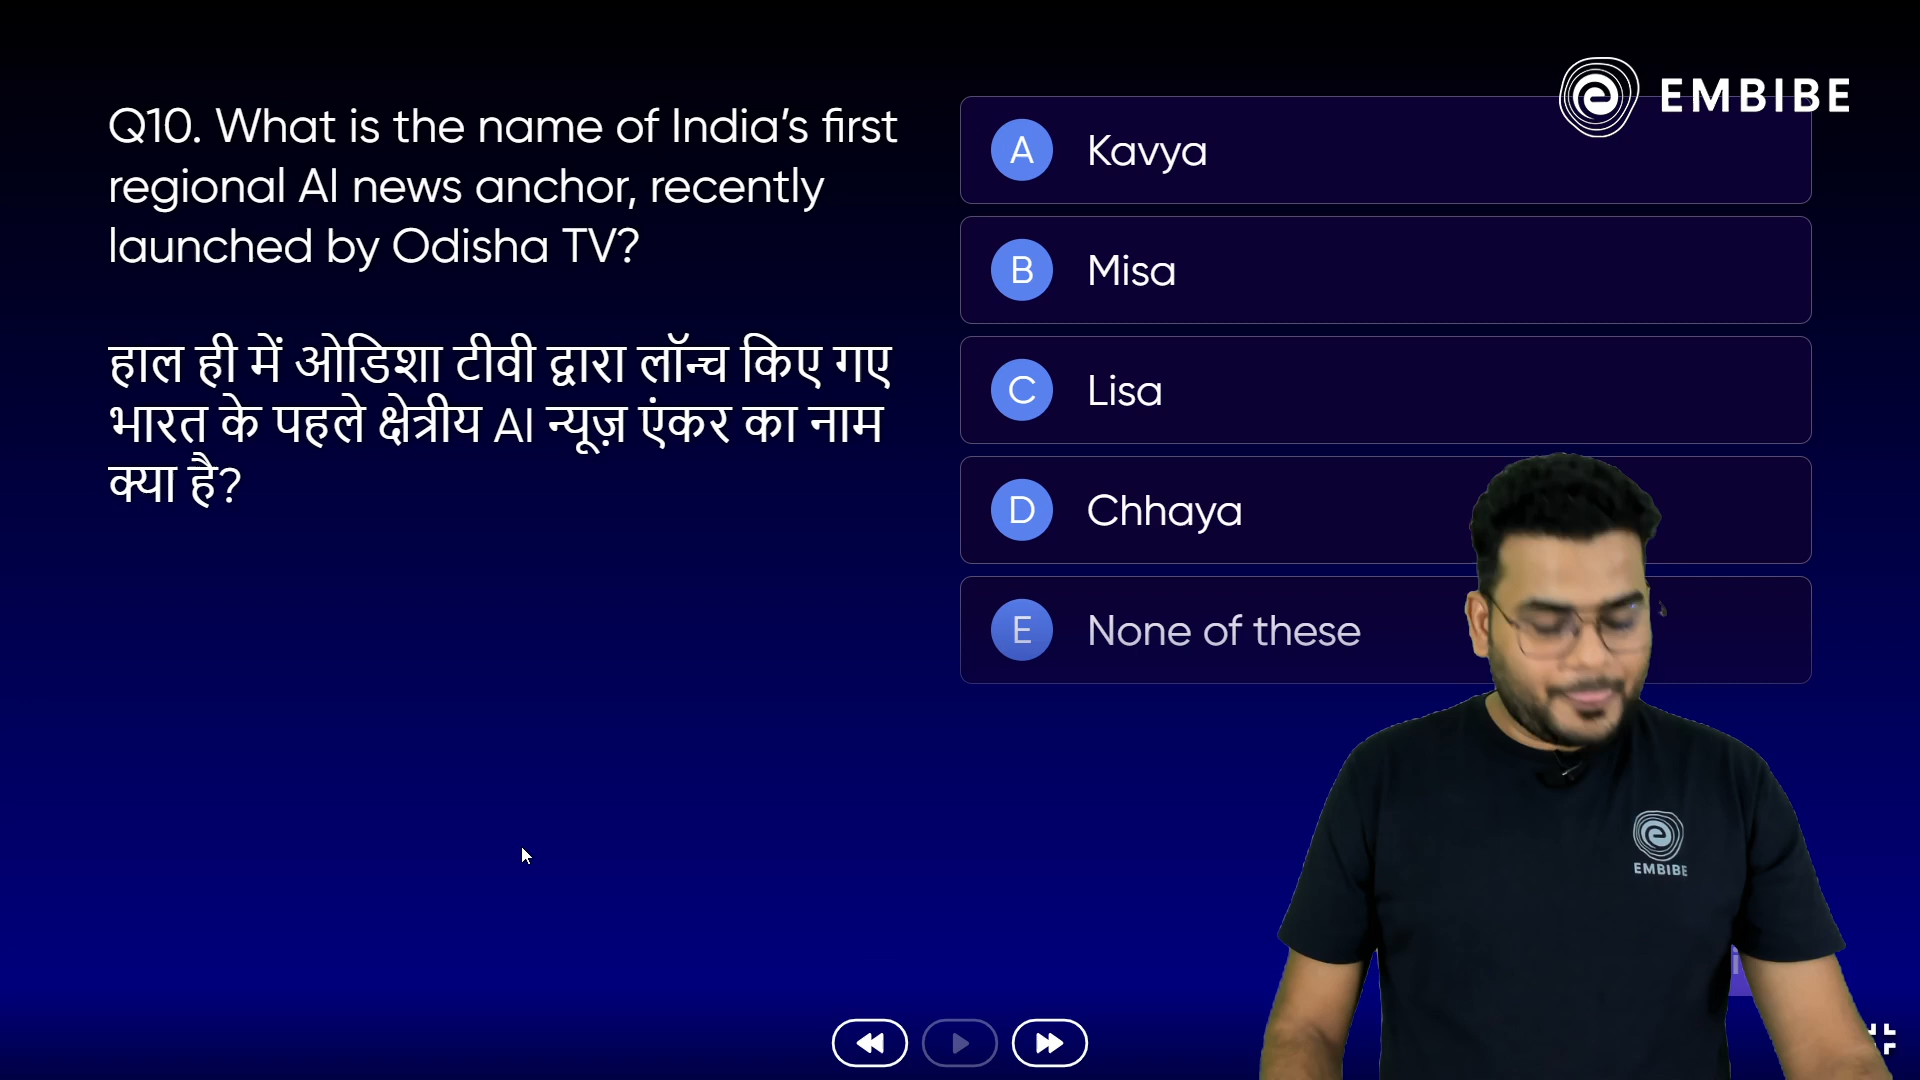 EMBIBE
Q10. What is the name of India’s first
regional AI news anchor, recently
launched by Odisha TV?
हाल ही में ओडिशा टीवी द्वारा लॉन्च किए गए
भारत के पहले क्षेत्रीय AI न्यूज़ एंकर का नाम
क्या है?
A Kavya
B Misa
C Lisa
D Chhaya
E None of these
EMBIBE